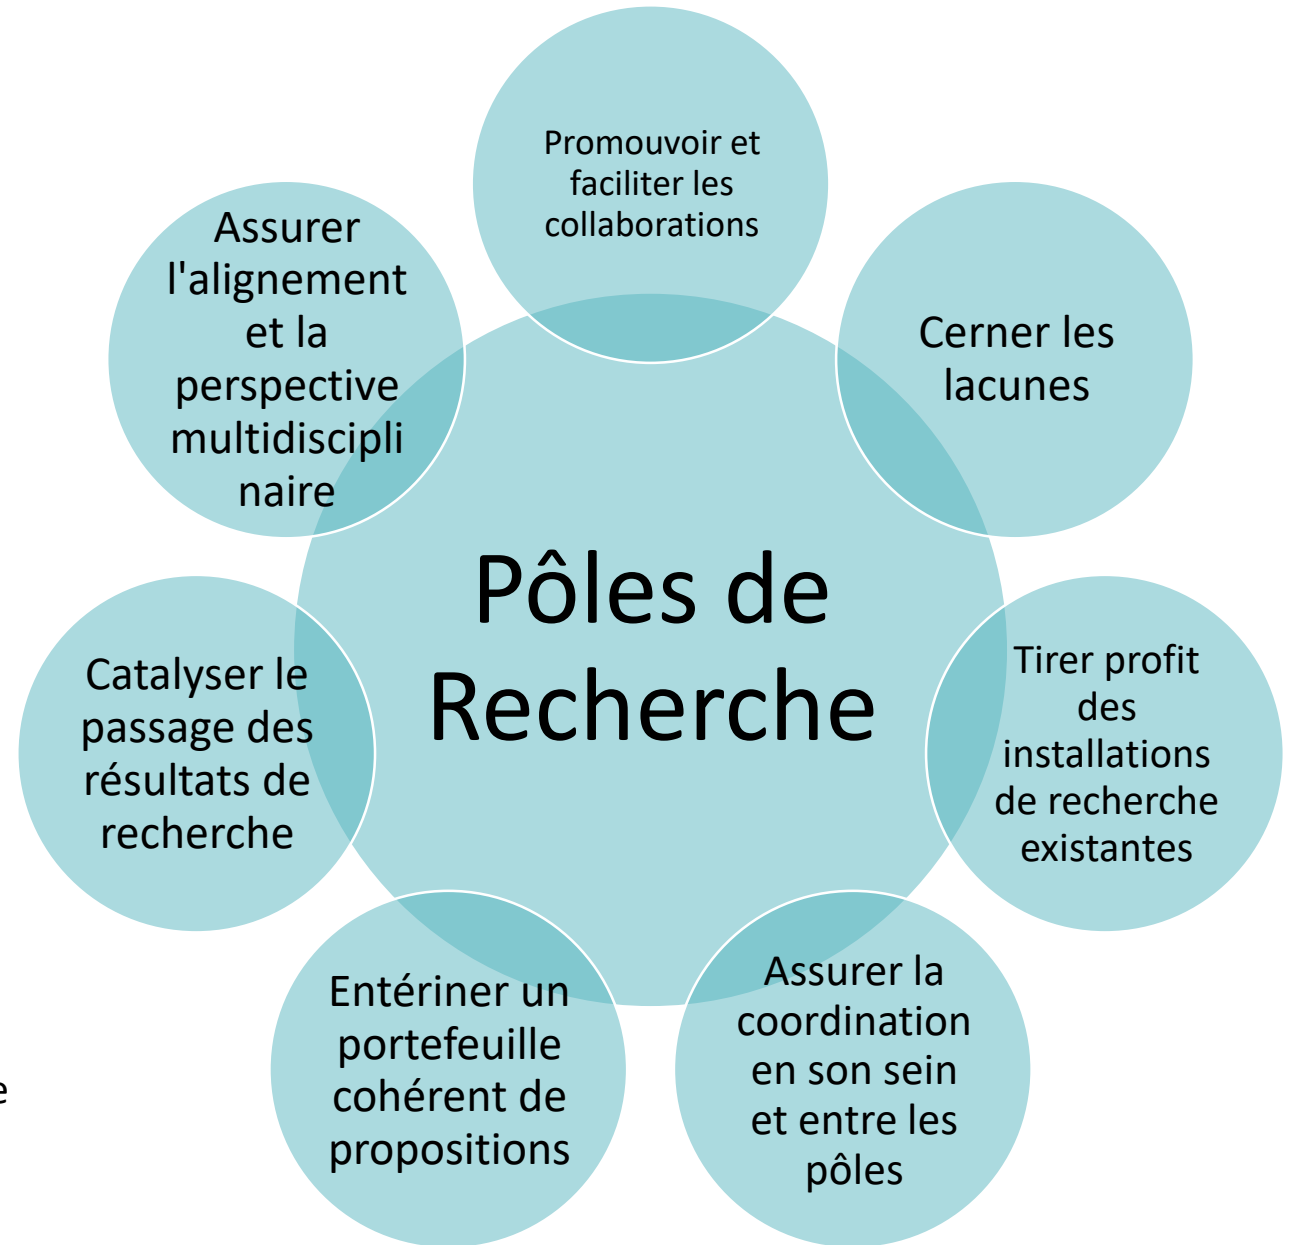 Promouvoir et
faciliter les
collaborations
Cerner les
lacunes
Tirer profit
des
installations
de recherche
existantes
Assurer la
coordination
en son sein
et entre les
pôles
Entériner un
portefeuille
cohérent de
propositions
Catalyser le
passage des
résultats de
recherche
Assurer
l'alignement
et la
perspective
multidiscipli
naire
Pôles de
Recherche
e